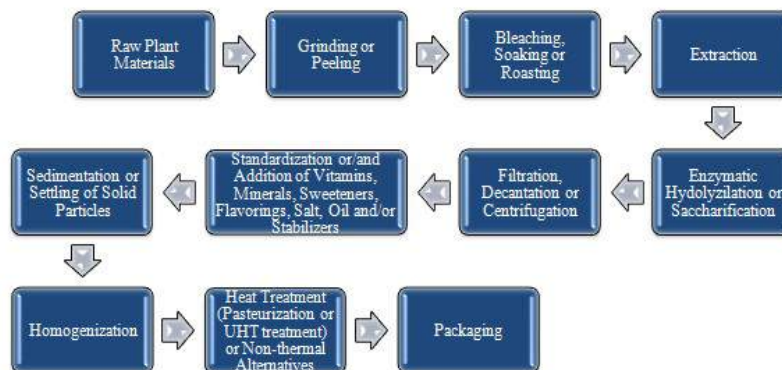 Raw Plant
Materials
Grinding or
Peeling
Bleaching,
Soaking or
Roasting
Extraction
Enzymatic
Hydolyzilation or
Saccharification
Filtration,
Decantation or
Centrifugation
Standardization or/and
Addition of Vitamins,
Minerals, Sweeteners,
Flavorings, Salt, Oil and/or
Stabilizers
Sedimentation or
Settling of Solid
Particles
Homogenization
Heat Treatment
(Pasteurization or
UHT treatment)
or Non-thermal
Alternatives
Packaging